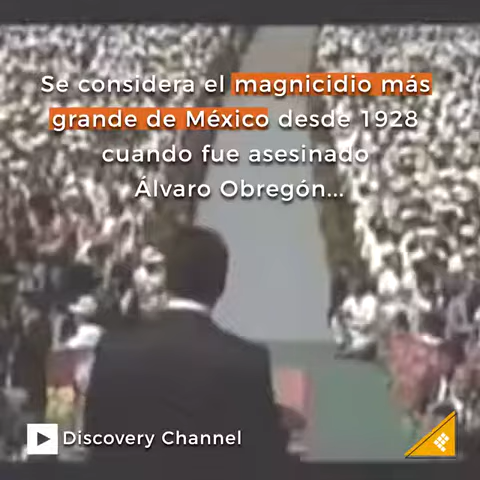 Se considera el magnicidio más
grande de México desde 1928
cuando fue asesinado
Álvaro Obregón...
Discovery Channel